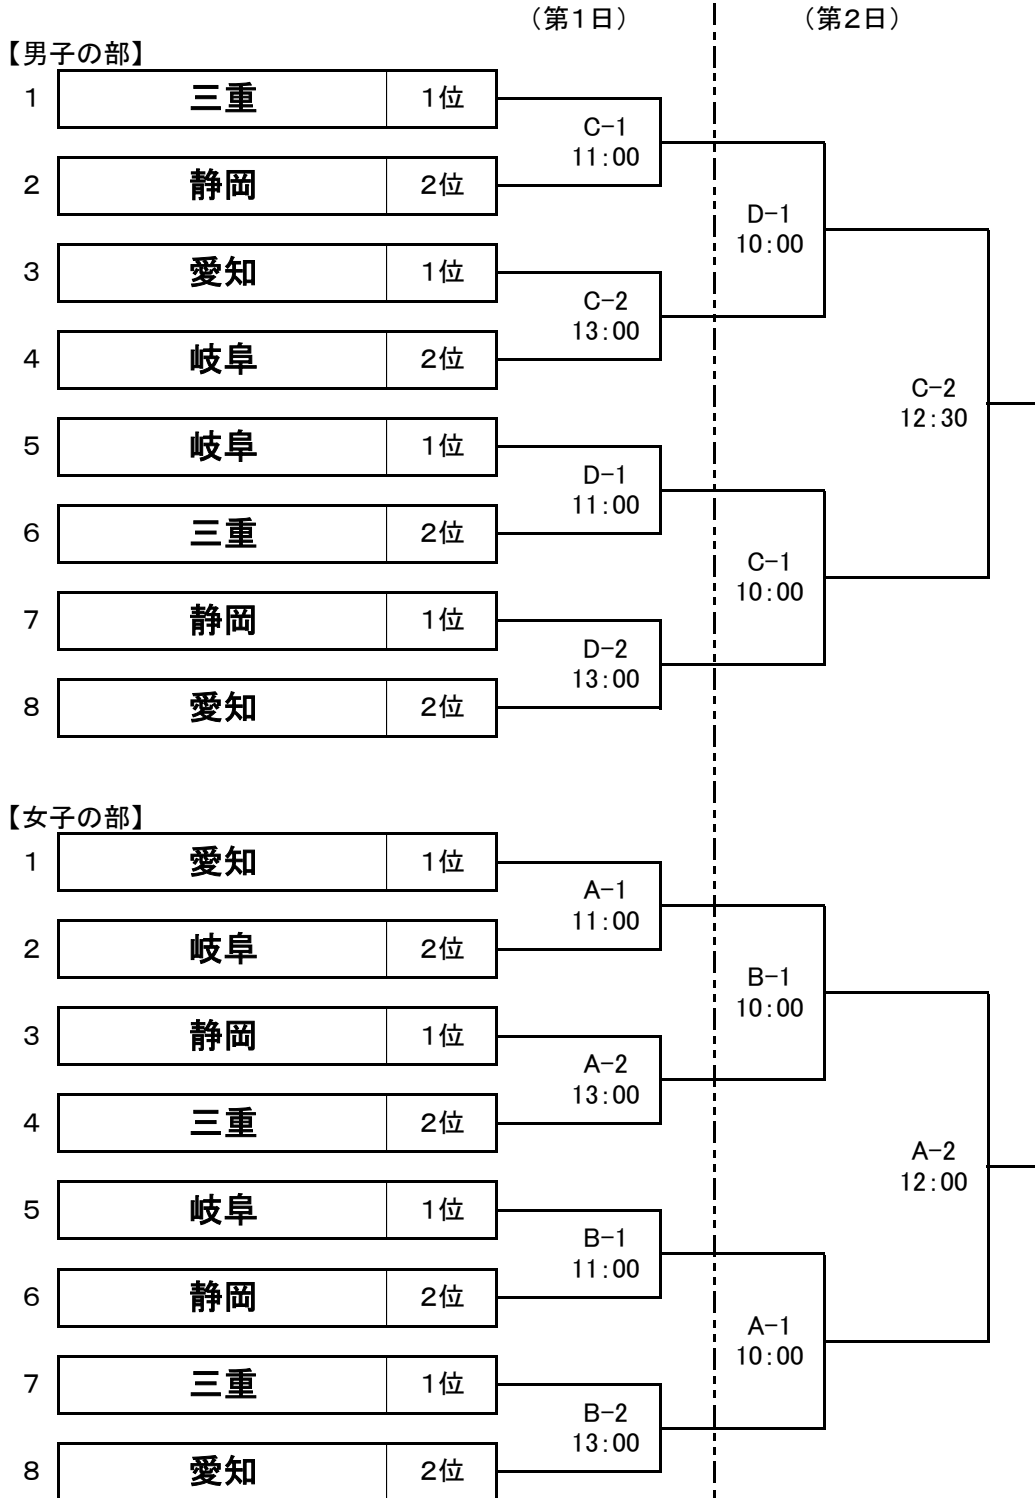 （第１日） （第２日）
【男子の部】
1 三重 1位
C-1
11:00
2 静岡 2位
D-1
10:00
3 愛知 1位
C-2
13:00
4 岐阜 2位
C-2
12:30
5 岐阜 1位
D-1
11:00
6 三重 2位
C-1
10:00
7 静岡 1位
D-2
13:00
8 愛知 2位
【女子の部】
1 愛知 1位
A-1
11:00
2 岐阜 2位
B-1
10:00
3 静岡 1位
A-2
13:00
4 三重 2位
A-2
12:00
5 岐阜 1位
B-1
11:00
6 静岡 2位
A-1
10:00
7 三重 1位
B-2
13:00
8 愛知 2位